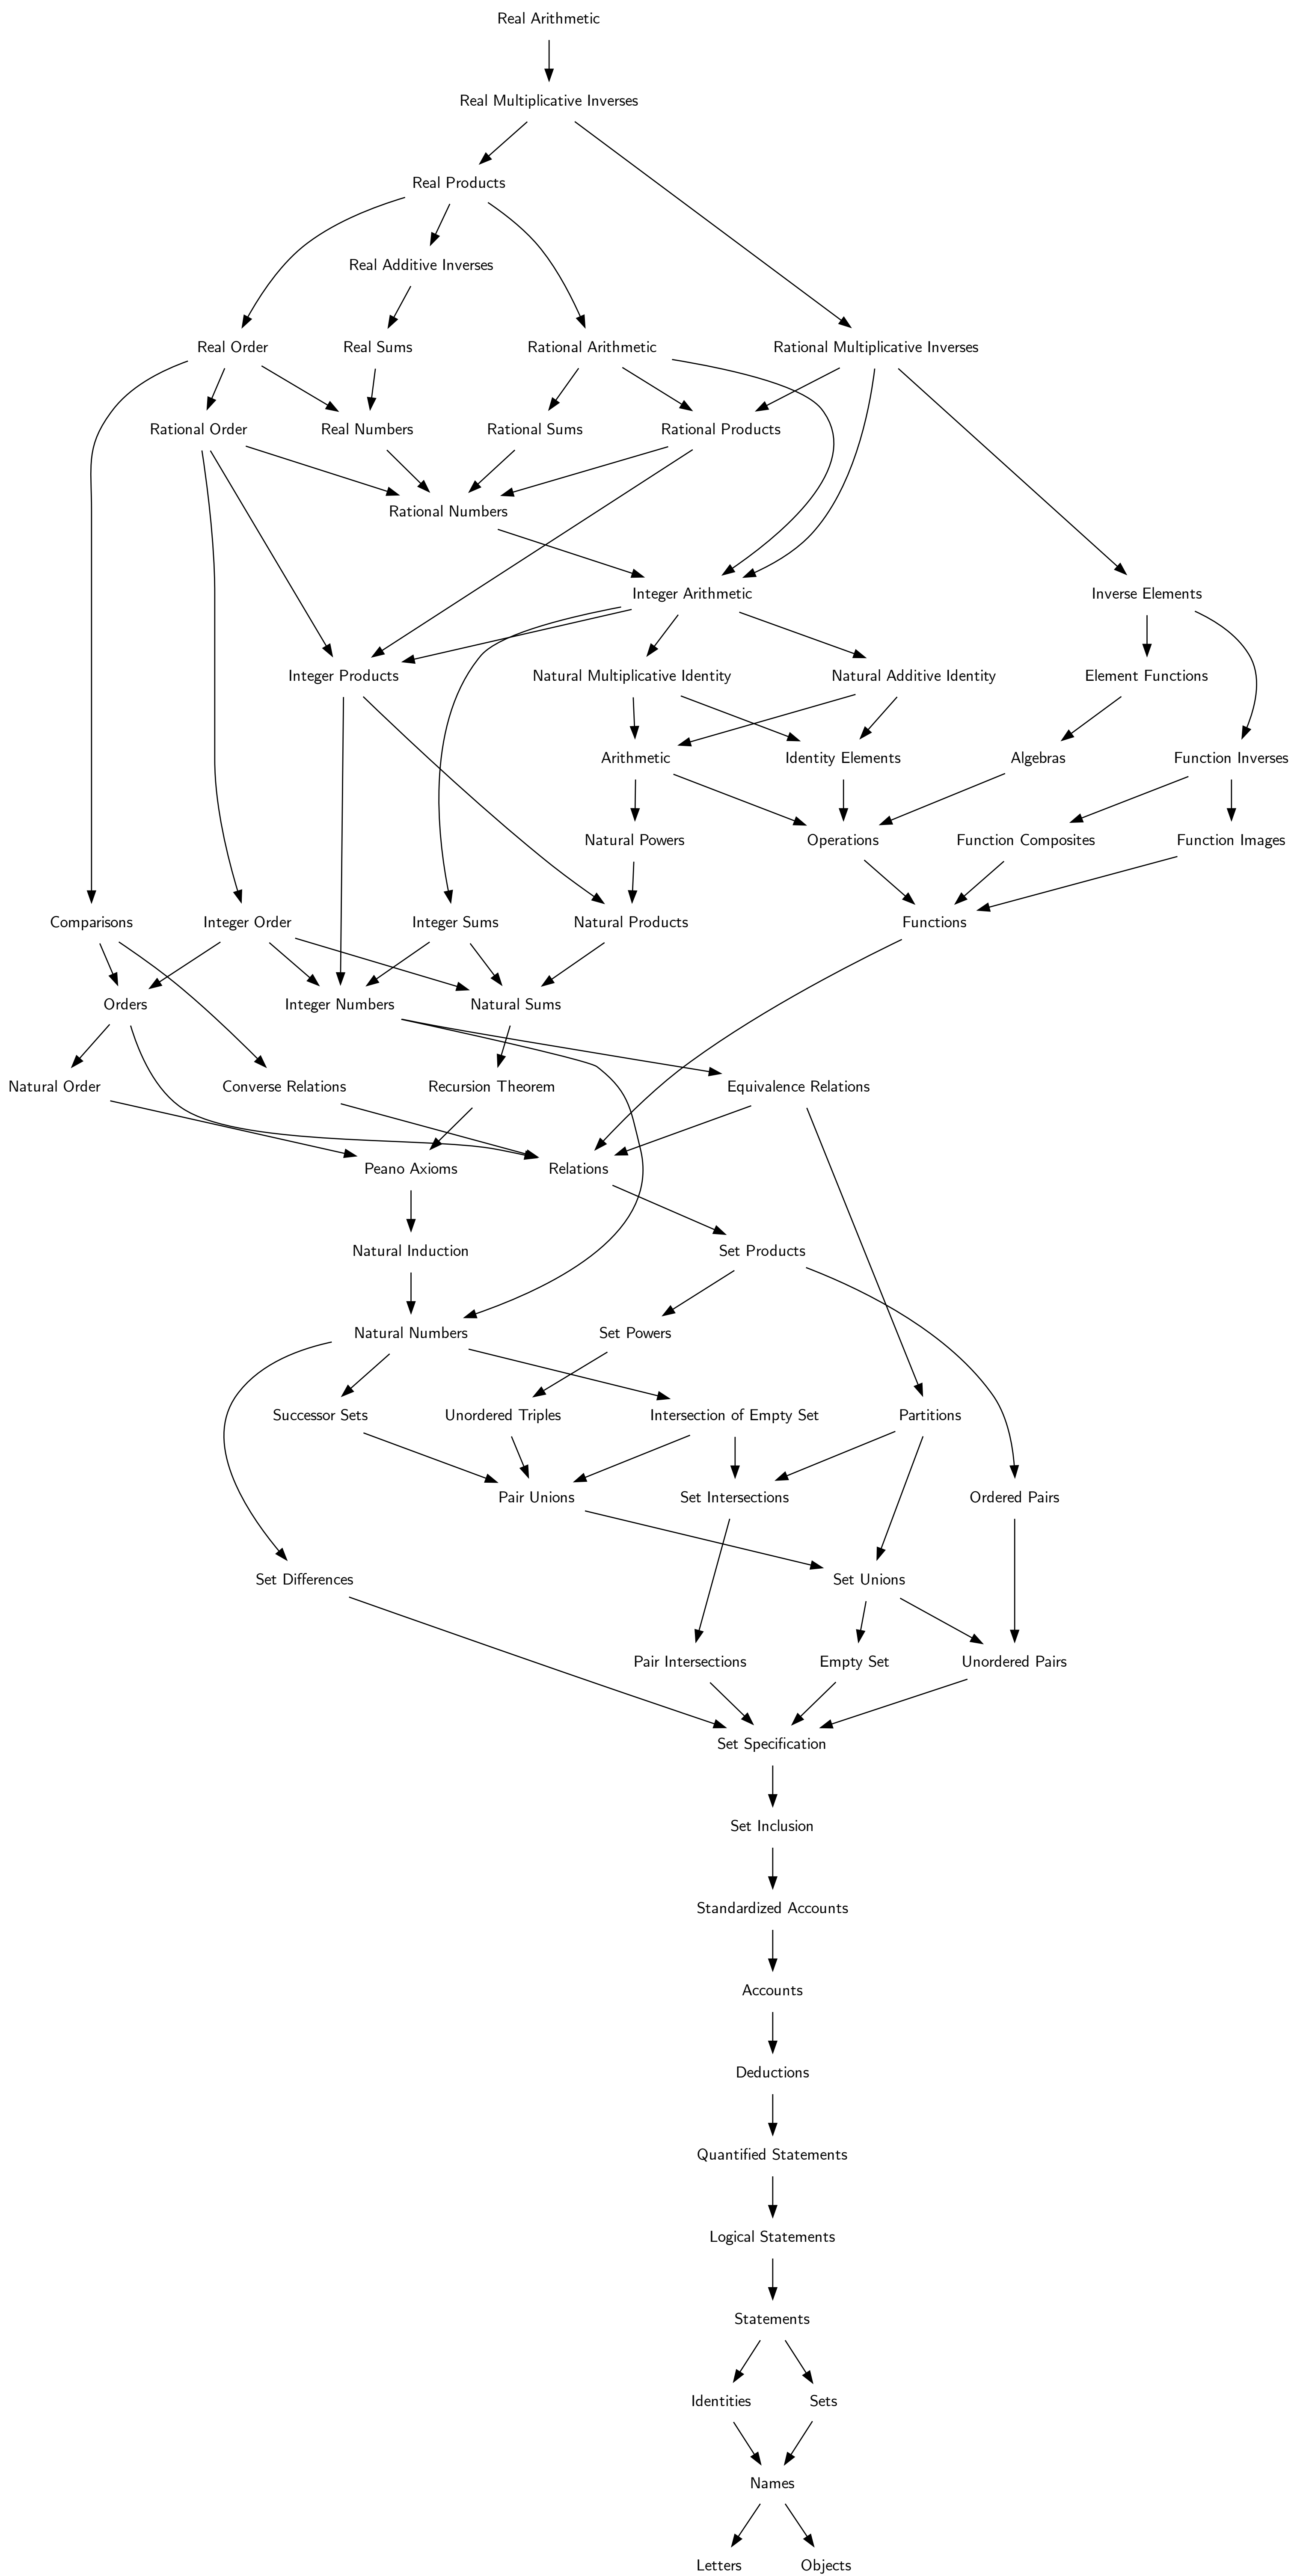 Real Arithmetic
Real Multiplicative Inverses
Real Products
Real Additive Inverses
Real Order
Real Sums
Rational Arithmetic
Rational Multiplicative Inverses
Rational Order
Real Numbers
Rational Sums
Rational Products
Rational Numbers
Integer Arithmetic
Inverse Elements
Integer Products
Natural Multiplicative Identity
Natural Additive Identity
Element Functions
Arithmetic
Identity Elements
Algebras
Function Inverses
Natural Powers
Operations
Function Composites
Function Images
Comparisons
Integer Order
Integer Sums
Natural Products
Functions
Orders
Integer Numbers
Natural Sums
Natural Order
Converse Relations
Recursion Theorem
Equivalence Relations
Peano Axioms
Relations
Natural Induction
Set Products
Natural Numbers
Set Powers
Successor Sets
Unordered Triples
Intersection of Empty Set
Partitions
Pair Unions
Set Intersections
Ordered Pairs
Set Differences
Set Unions
Pair Intersections
Empty Set
Unordered Pairs
Set Specification
Set Inclusion
Standardized Accounts
Accounts
Deductions
Quantified Statements
Logical Statements
Statements
Identities
Sets
Names
Letters
Objects